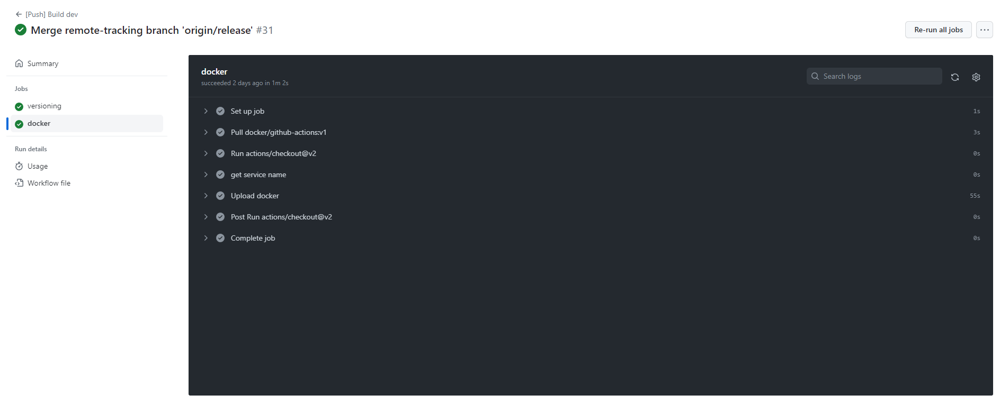 [Push] Build dev
Merge remote-tracking branch 'origin/release' #31
Re-run all jobs
Summary
Jobs
versioning
docker
Run details
Usage
Workflow file
docker
succeeded 2 days ago in 1m 2s
Search logs
Set up job 1s
Pull docker/github-actions:v1 3s
Run actions/checkout@v2 0s
get service name 0s
Upload docker 55s
Post Run actions/checkout@v2 0s
Complete job 0s